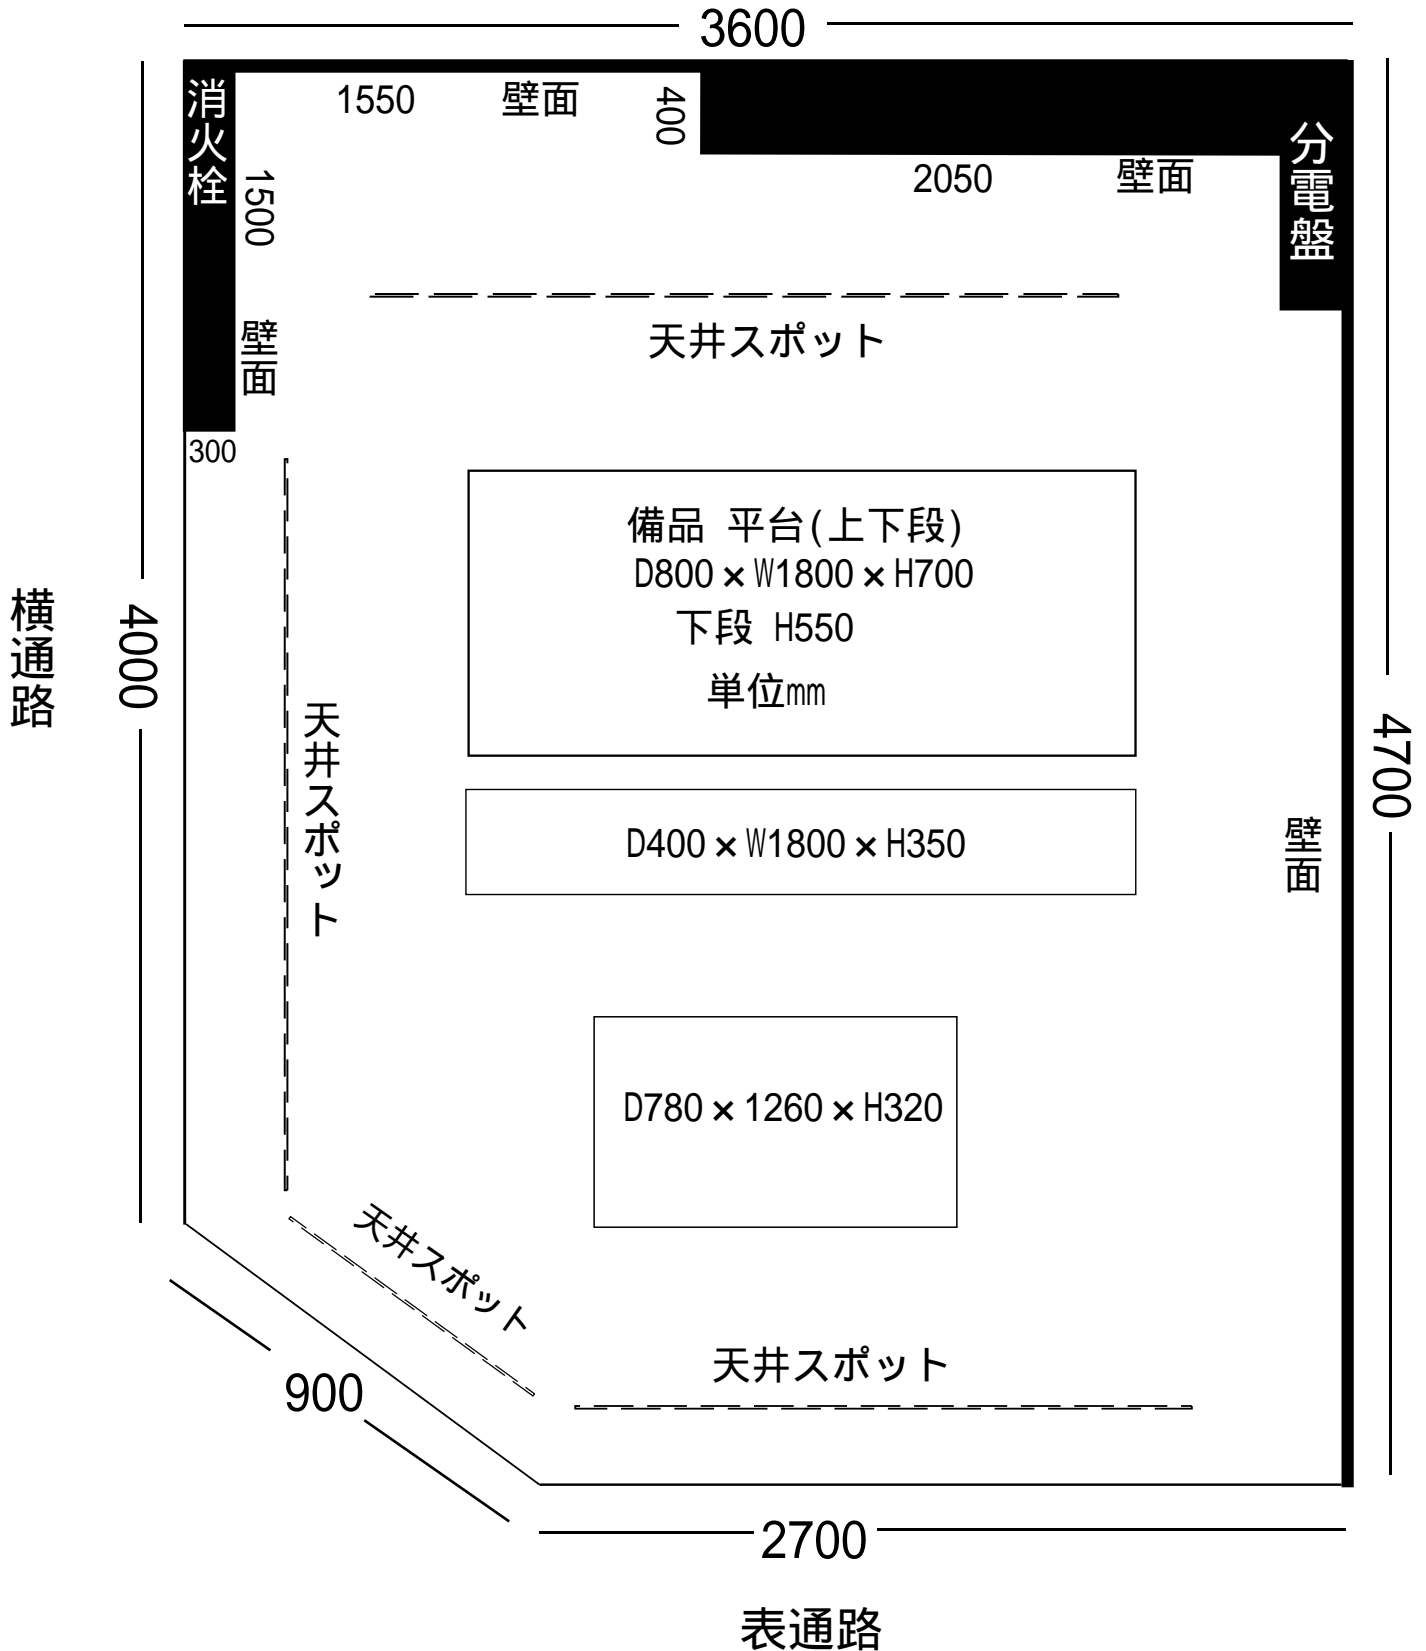 3600
消火栓
1550
壁面
400
分電盤
2050
壁面
1500
壁面
天井スポット
300
備品 平台(上下段)
D800×W1800×H700
下段 H550
単位mm
横通路
4000
天井スポット
4700
D400×W1800×H350
壁面
D780×1260×H320
天井スポット
天井スポット
900
2700
表通路